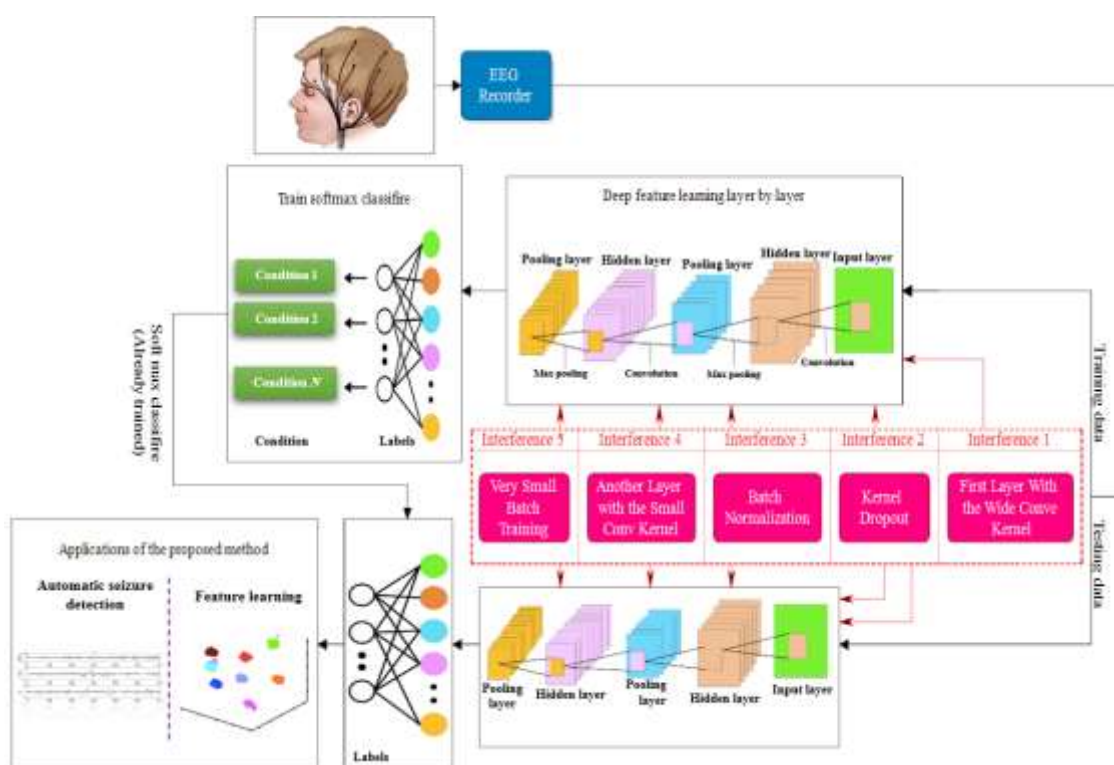 EEG
Recorder
Train softmax classifire
Condition 1
Condition 2
Condition N
Condition
Labels
Soft max classifire
(Already trained)
Deep feature learning layer by layer
Pooling layer
Hidden layer
Pooling layer
Hidden layer
Input layer
Max pooling
Convolution
Max pooling
Convolution
Training data
Testing data
Interference 5
Interference 4
Interference 3
Interference 2
Interference 1
Very Small
Batch
Training
Another Layer
with the Small
Conv Kernel
Batch
Normalization
Kernel
Dropout
First Layer With
the Wide Conve
Kernel
Applications of the proposed method
Automatic seizure
detection
Feature learning
Labels
Pooling
layer
Hidden layer
Pooling
layer
Hidden layer
Input layer